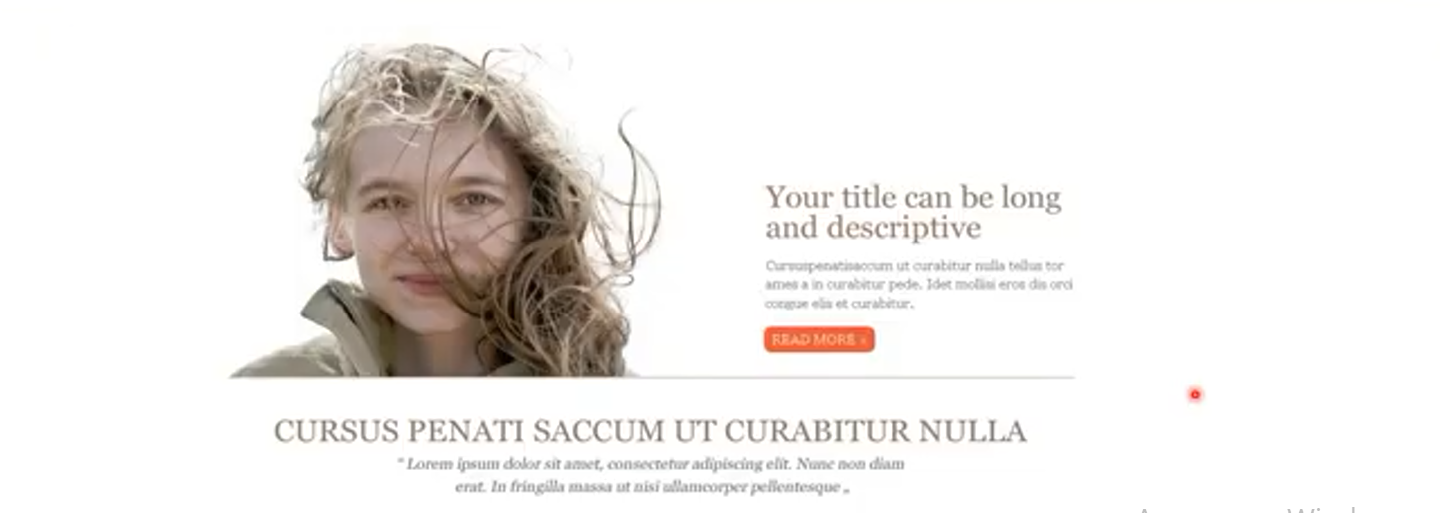 Your title can be long
and descriptive
Cursuspenatisaccum ut curabitur nulla tellus tor
ames a in curabitur pede. Idet mollisi eros dis orci
congue elis et curabitur.
READ MORE »
CURSUS PENATI SACCUM UT CURABITUR NULLA
“ Lorem ipsum dolor sit amet, consectetur adipiscing elit. Nunc non diam
erat. In fringilla massa ut nisi ullamcorper pellentesque „